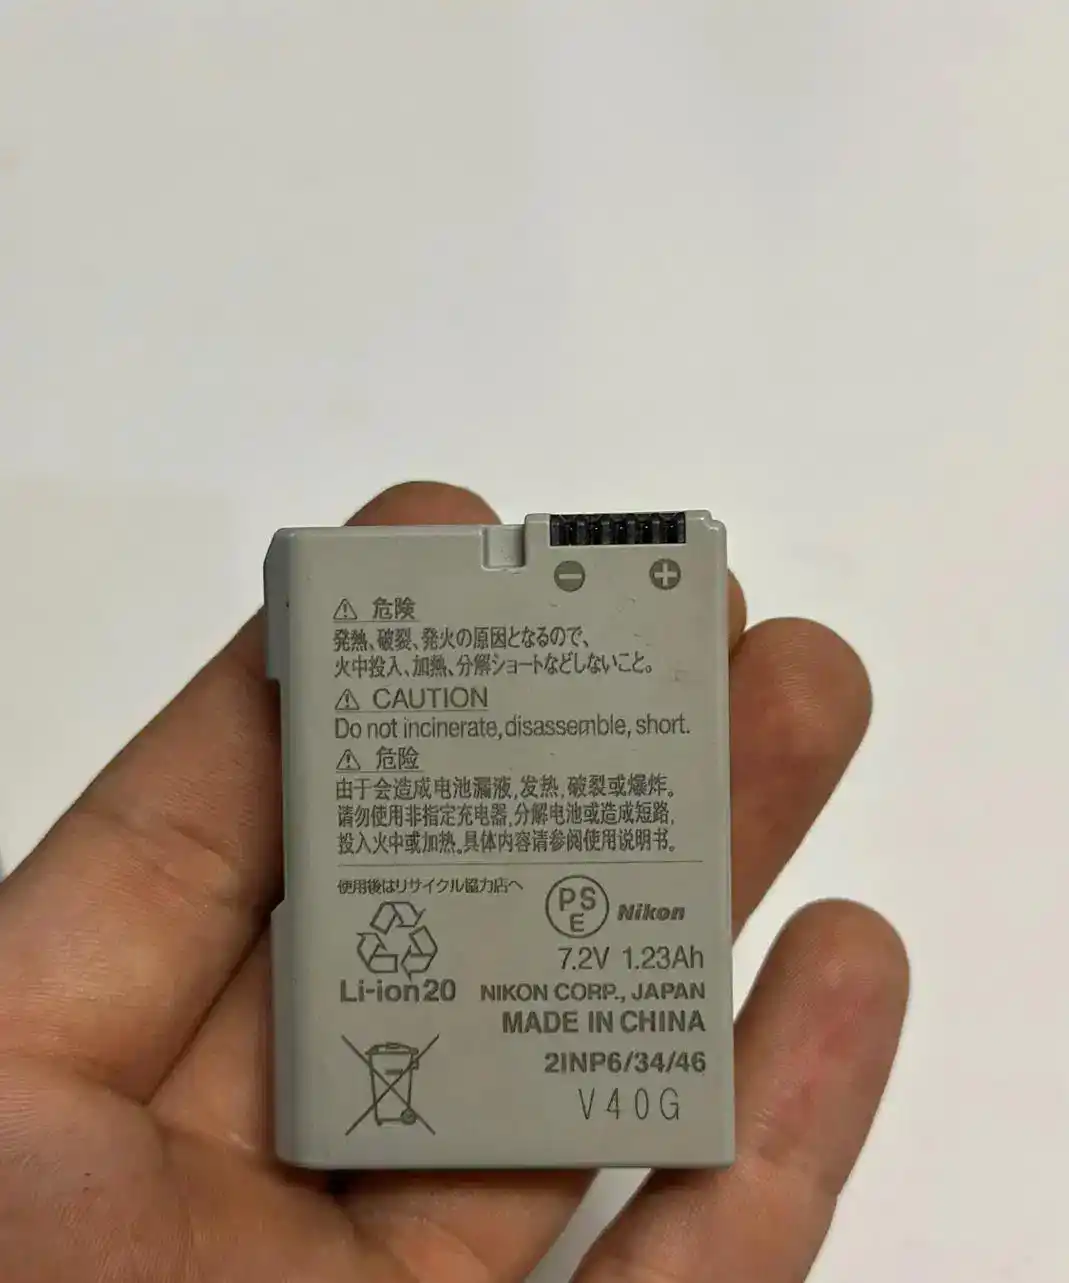 ⊖ ⊕
⚠ 危険
発熱、破裂、発火の原因となるので、
火中投入、加熱、分解ショートなどしないこと。
⚠ CAUTION
Do not incinerate, disassemble, short.
⚠ 危险
由于会造成电池漏液,发热,破裂或爆炸。
请勿使用非指定充电器,分解电池或造成短路,
投入火中或加热。具体内容请参阅使用说明书。
使用後はリサイクル協力店へ
PS
E
Nikon
7.2V 1.23Ah
Li-ion20
NIKON CORP., JAPAN
MADE IN CHINA
2INP6/34/46
V40G